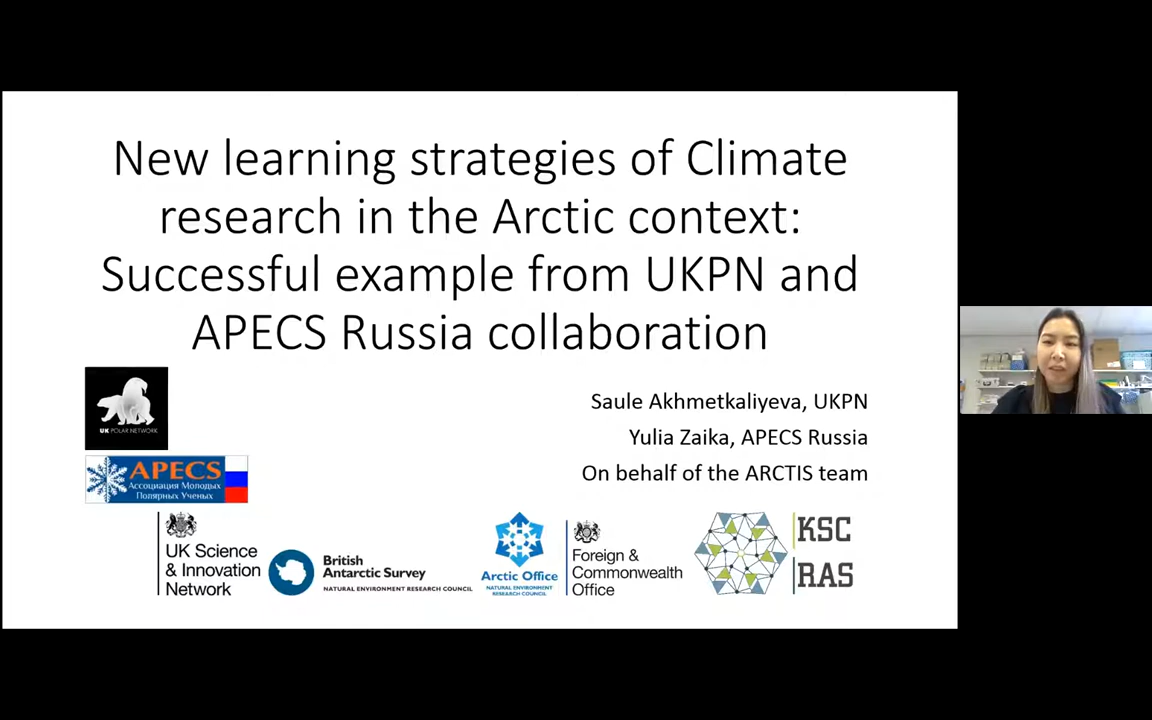 New learning strategies of Climate
research in the Arctic context:
Successful example from UKPN and
APECS Russia collaboration
Saule Akhmetkaliyeva, UKPN
Yulia Zaika, APECS Russia
On behalf of the ARCTIS team
UK POLAR NETWORK
APECS
Ассоциация Молодых
Полярных Ученых
UK Science
& Innovation
Network
British
Antarctic Survey
NATURAL ENVIRONMENT RESEARCH COUNCIL
Arctic Office
NATURAL ENVIRONMENT
RESEARCH COUNCIL
Foreign &
Commonwealth
Office
KSC
RAS